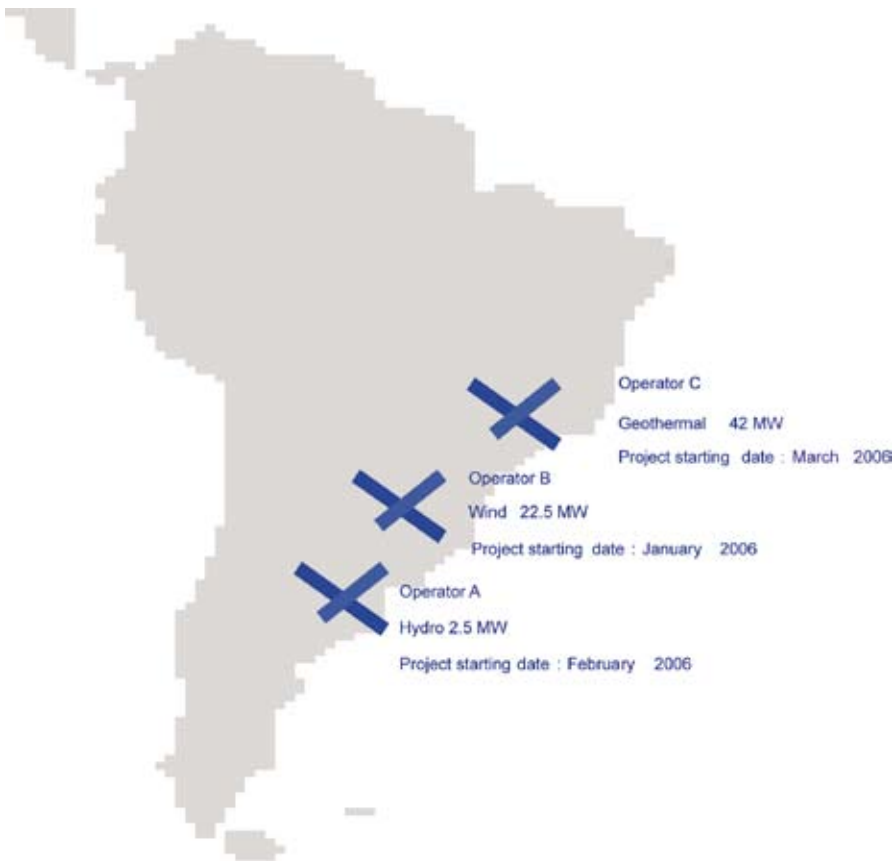 Operator C
Geothermal 42 MW
Project starting date : March 2006
Operator B
Wind 22.5 MW
Project starting date : January 2006
Operator A
Hydro 2.5 MW
Project starting date : February 2006